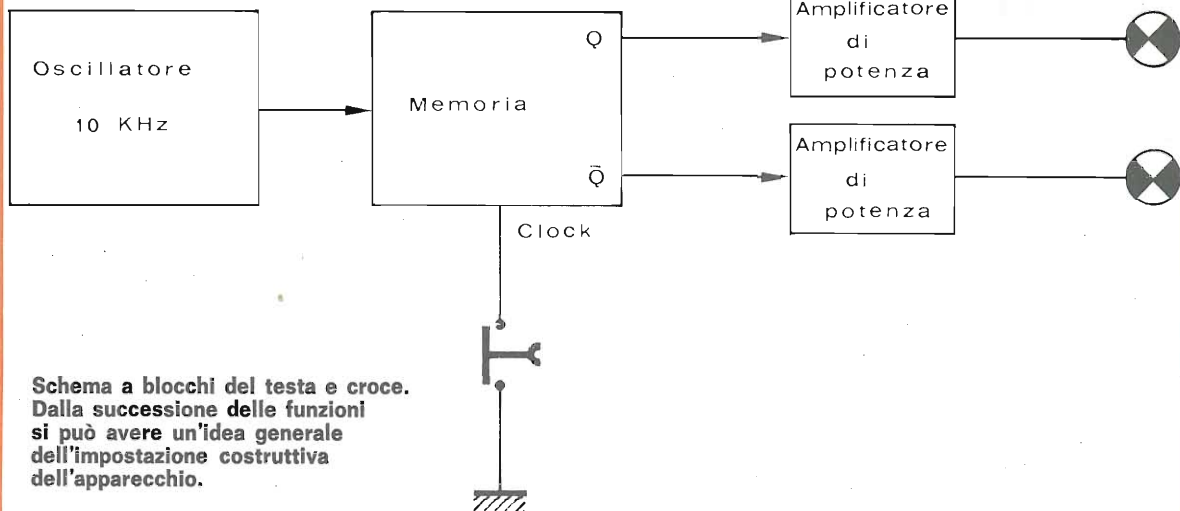 Oscillatore
10 KHz
Memoria
Q
Q̄
Clock
Amplificatore
di
potenza
Amplificatore
di
potenza
Schema a blocchi del testa e croce.
Dalla successione delle funzioni
si può avere un'idea generale
dell'impostazione costruttiva
dell'apparecchio.